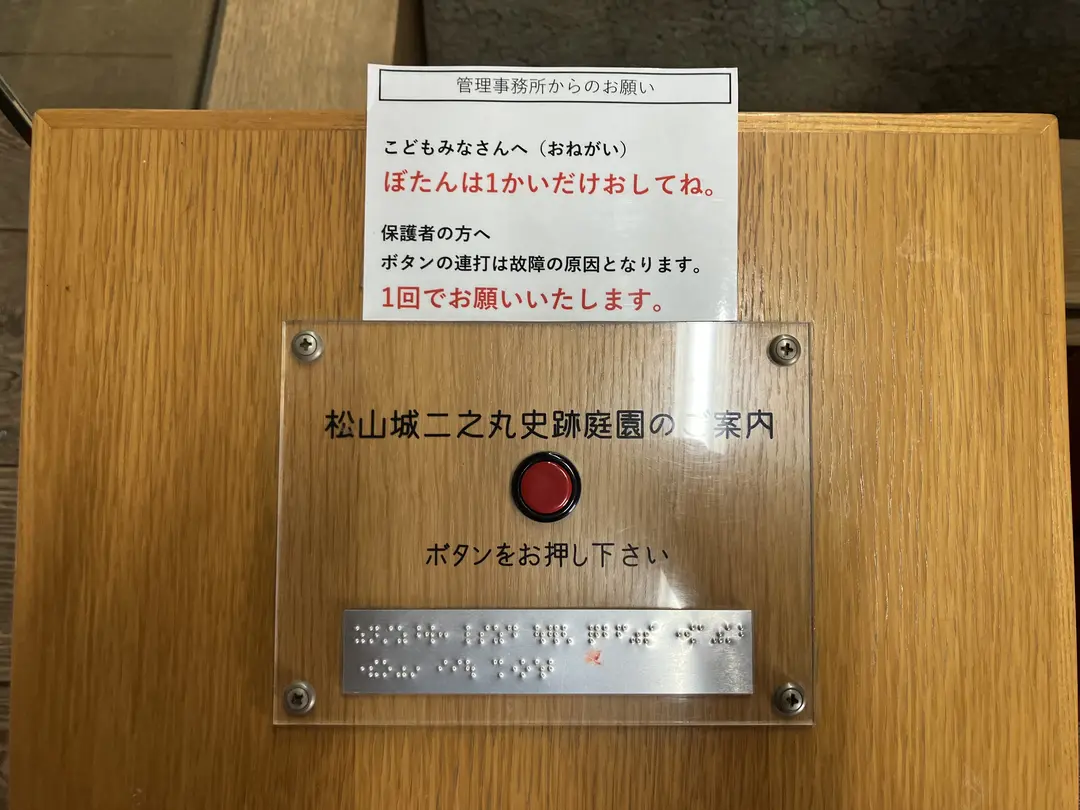 管理事務所からのお願い
こどもみなさんへ（おねがい）
ぼたんは1かいだけおしてね。
保護者の方へ
ボタンの連打は故障の原因となります。
1回でお願いいたします。
松山城二之丸史跡庭園のご案内
ボタンをお押し下さい